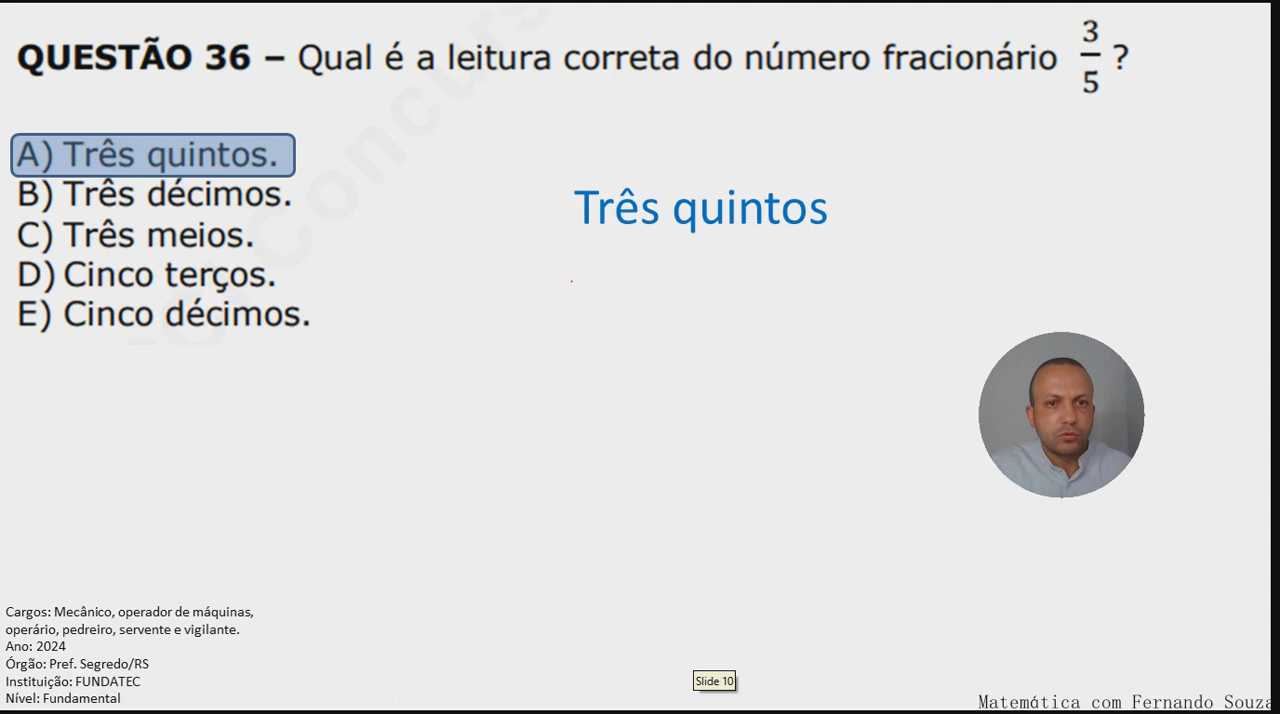 QUESTÃO 36 – Qual é a leitura correta do número fracionário 3/5 ?
A) Três quintos.
B) Três décimos.
C) Três meios.
D) Cinco terços.
E) Cinco décimos.
Três quintos
Cargos: Mecânico, operador de máquinas,
operário, pedreiro, servente e vigilante.
Ano: 2024
Órgão: Pref. Segredo/RS
Instituição: FUNDATEC
Nível: Fundamental
Slide 10
Matemática com Fernando Souza